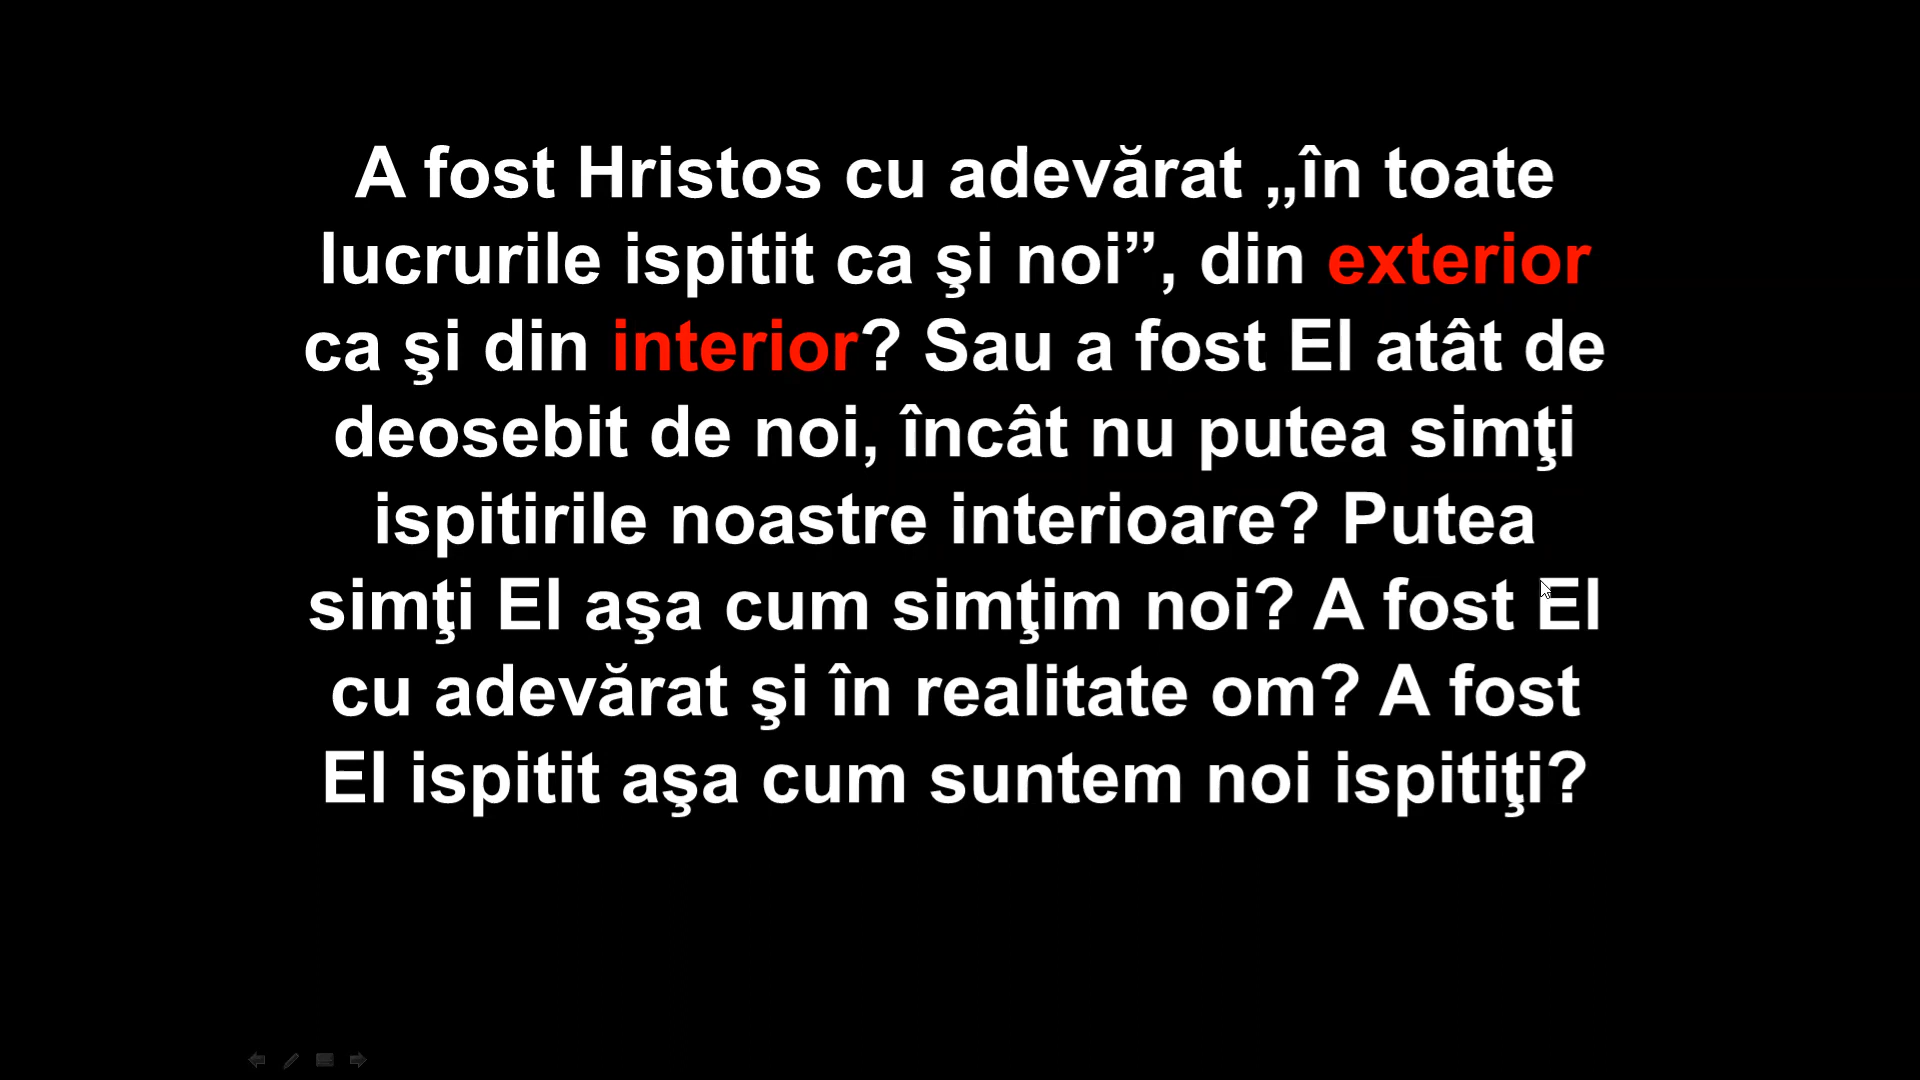 A fost Hristos cu adevărat „în toate
lucrurile ispitit ca şi noi”, din exterior
ca şi din interior? Sau a fost El atât de
deosebit de noi, încât nu putea simţi
ispitirile noastre interioare? Putea
simţi El aşa cum simţim noi? A fost El
cu adevărat şi în realitate om? A fost
El ispitit aşa cum suntem noi ispitiţi?